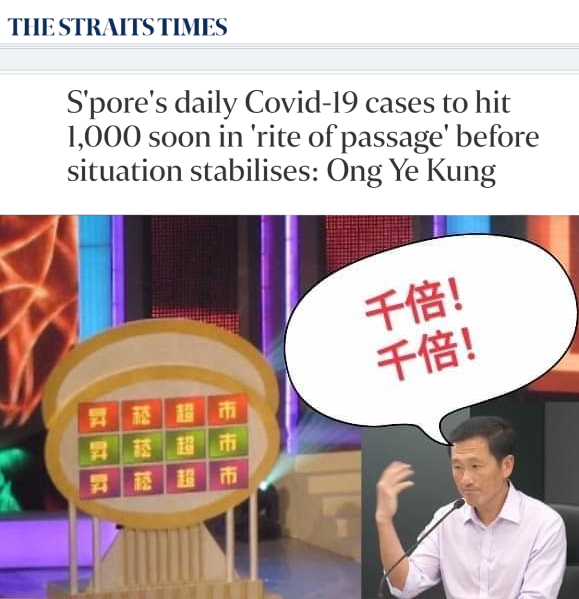 THE STRAITS TIMES
S'pore's daily Covid-19 cases to hit
1,000 soon in 'rite of passage' before
situation stabilises: Ong Ye Kung
千倍!
千倍!
昇菘超市
昇菘超市
昇菘超市